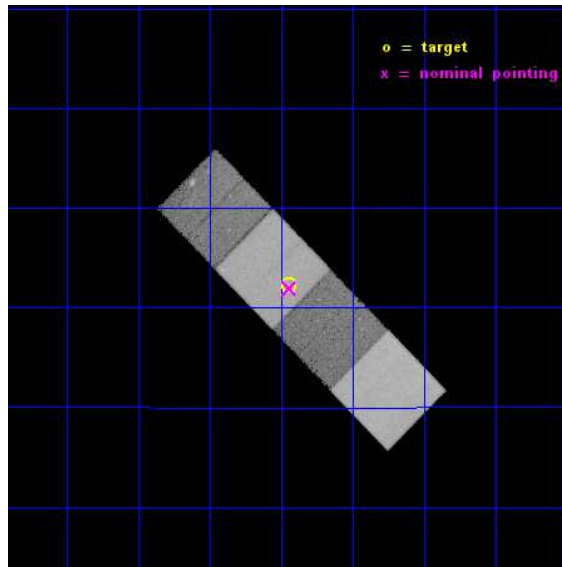 o = target
x = nominal pointing